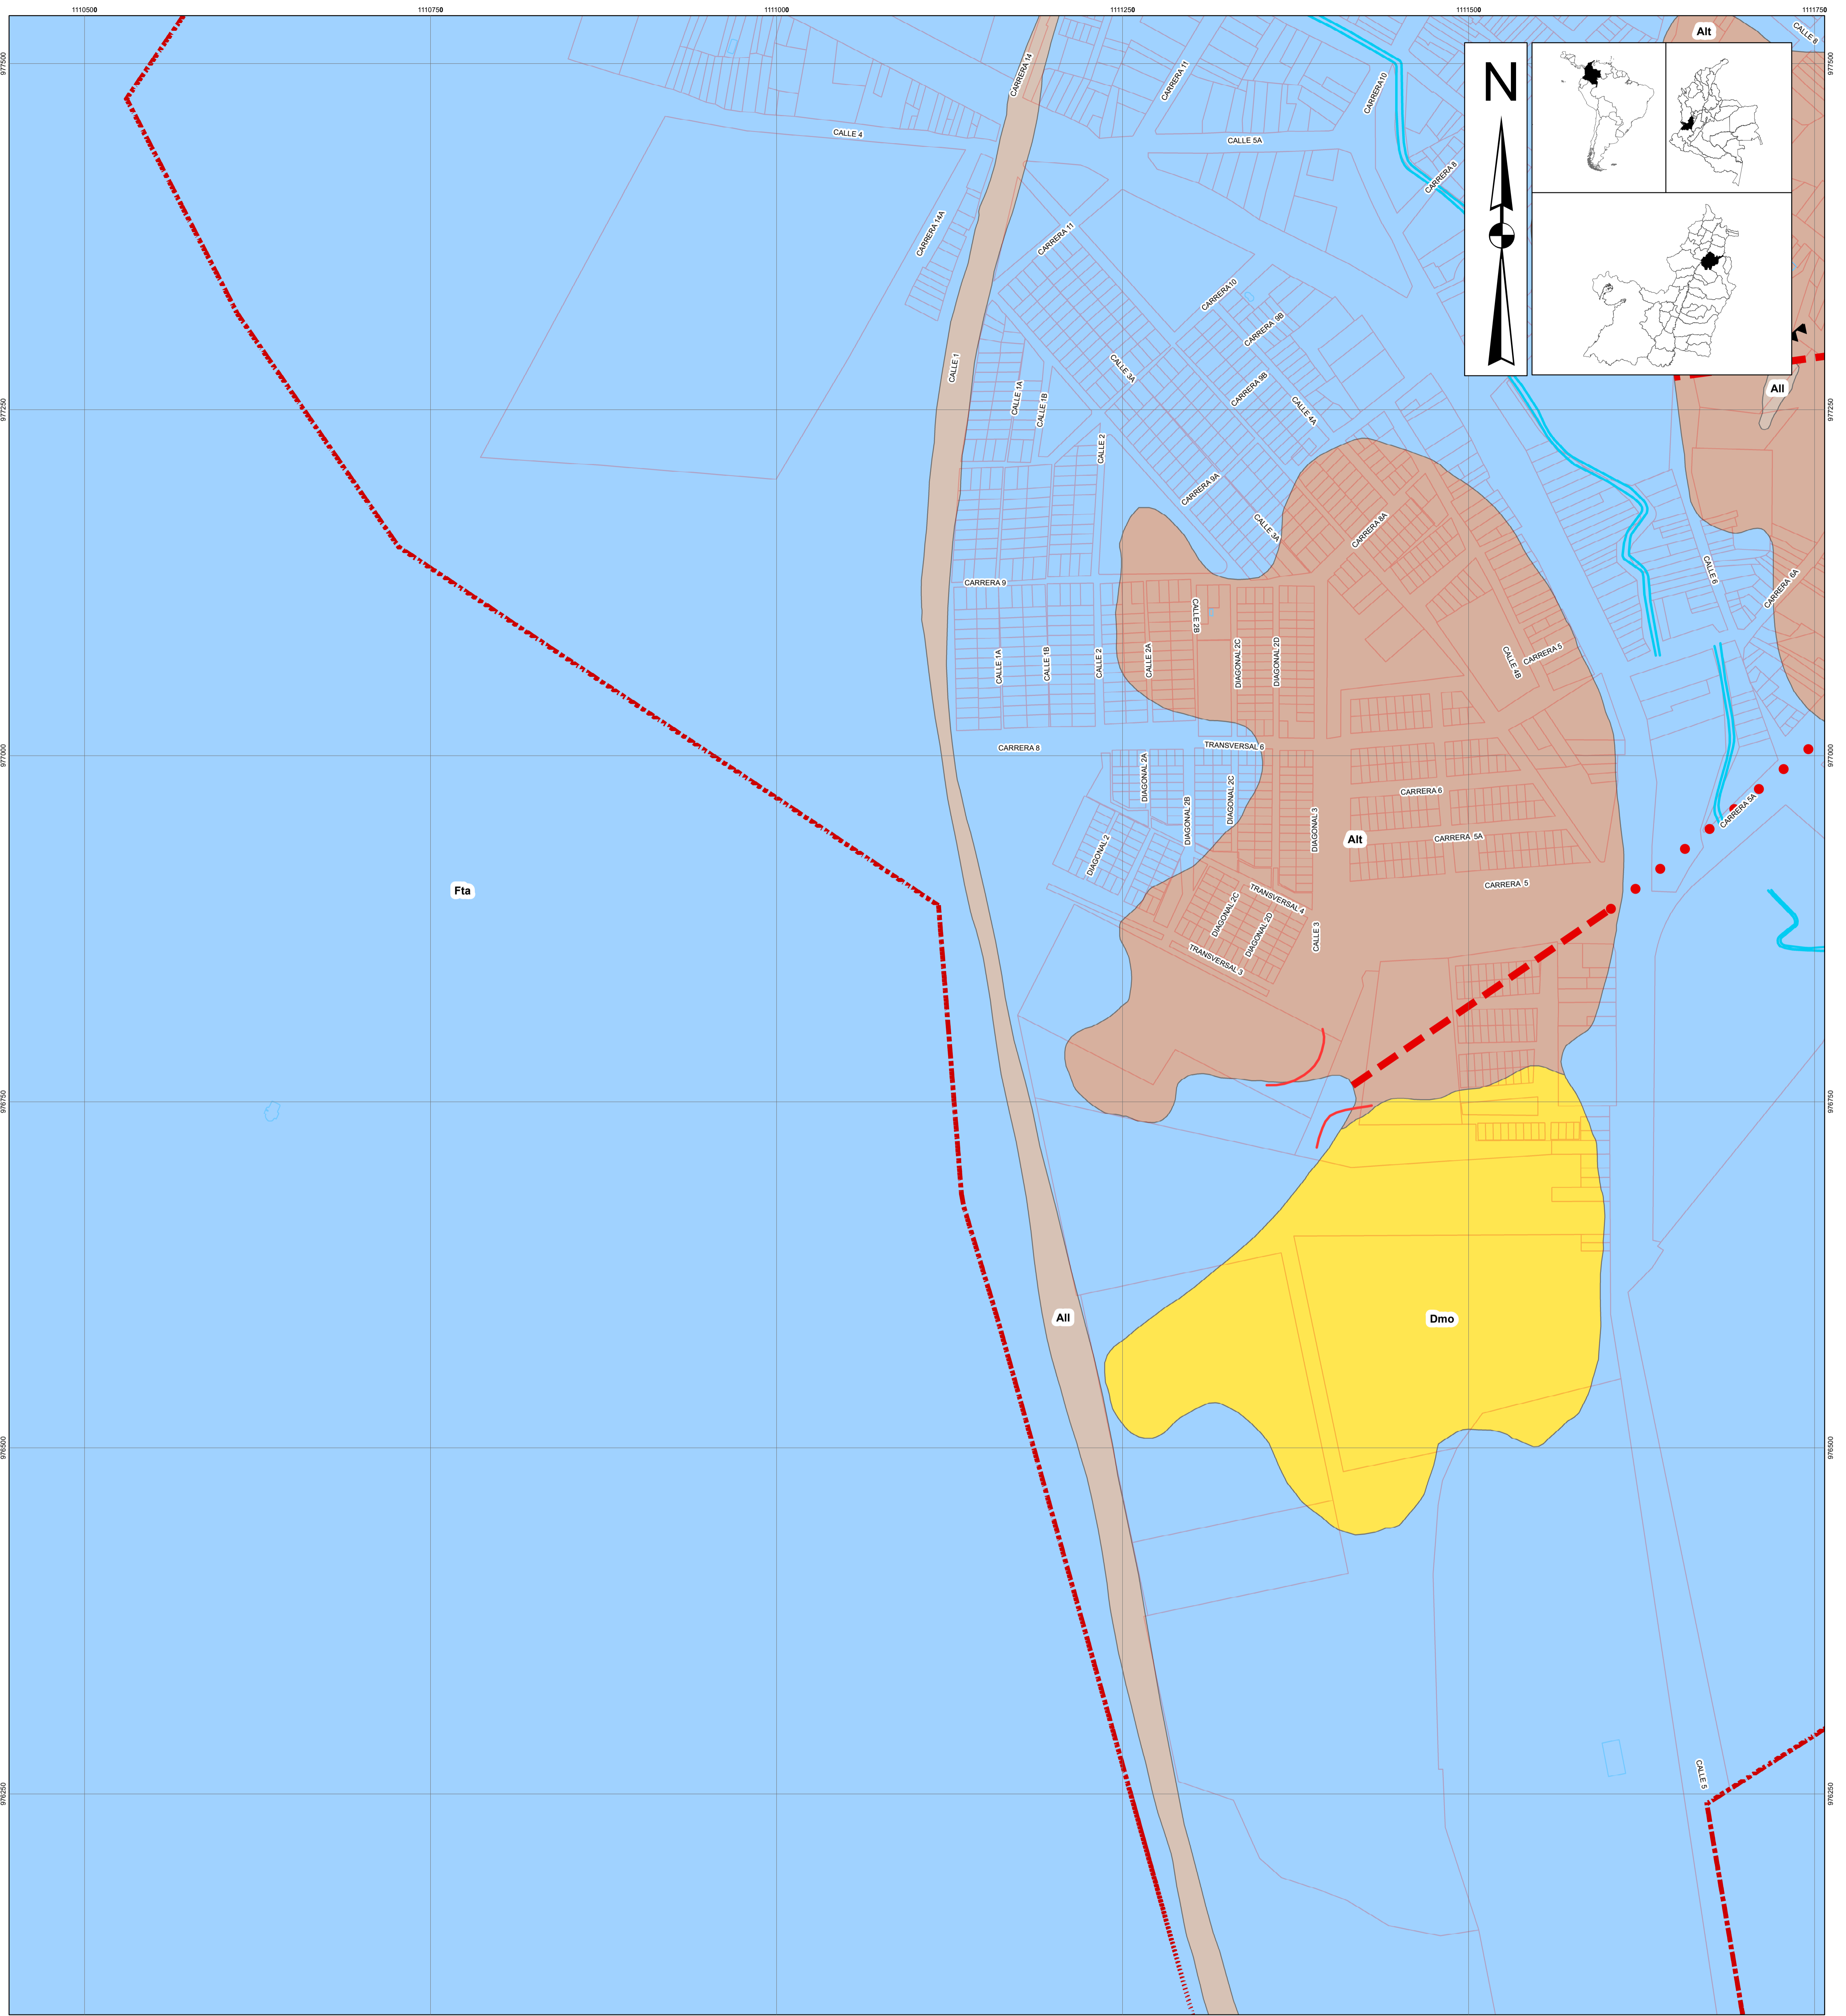 1110500
1110750
1111000
1111250
1111500
1111750
977500
977500
Alt
CALLE 8
N
CARRERA 14
CARRERA 11
CARRERA10
CALLE 4
CALLE 5A
CARRERA 8
CARRERA 14A
CARRERA 11
CARRERA10
CARRERA 9B
CALLE 1
CALLE 3A
CALLE 1A
CARRERA 9B
CALLE 1B
CALLE 4A
All
977250
977250
CALLE 2
CARRERA 9A
CALLE 3A
CARRERA 8A
CALLE 6
CARRERA 6A
CARRERA 9
CALLE 2B
CALLE 1A
CALLE 1B
CALLE 2
CALLE 2A
DIAGONAL 2C
DIAGONAL 2D
CALLE 4B
CARRERA 5
CARRERA 8
TRANSVERSAL 6
977000
977000
DIAGONAL 2A
DIAGONAL 2B
DIAGONAL 2C
CARRERA 6
DIAGONAL 3
CARRERA 5A
CARRERA 5A
Alt
DIAGONAL 2
CARRERA 5
Fta
TRANSVERSAL 4
DIAGONAL 2C
DIAGONAL 2D
CALLE 3
TRANSVERSAL 3
976750
976750
All
Dmo
976500
976500
CALLE 5
976250
976250